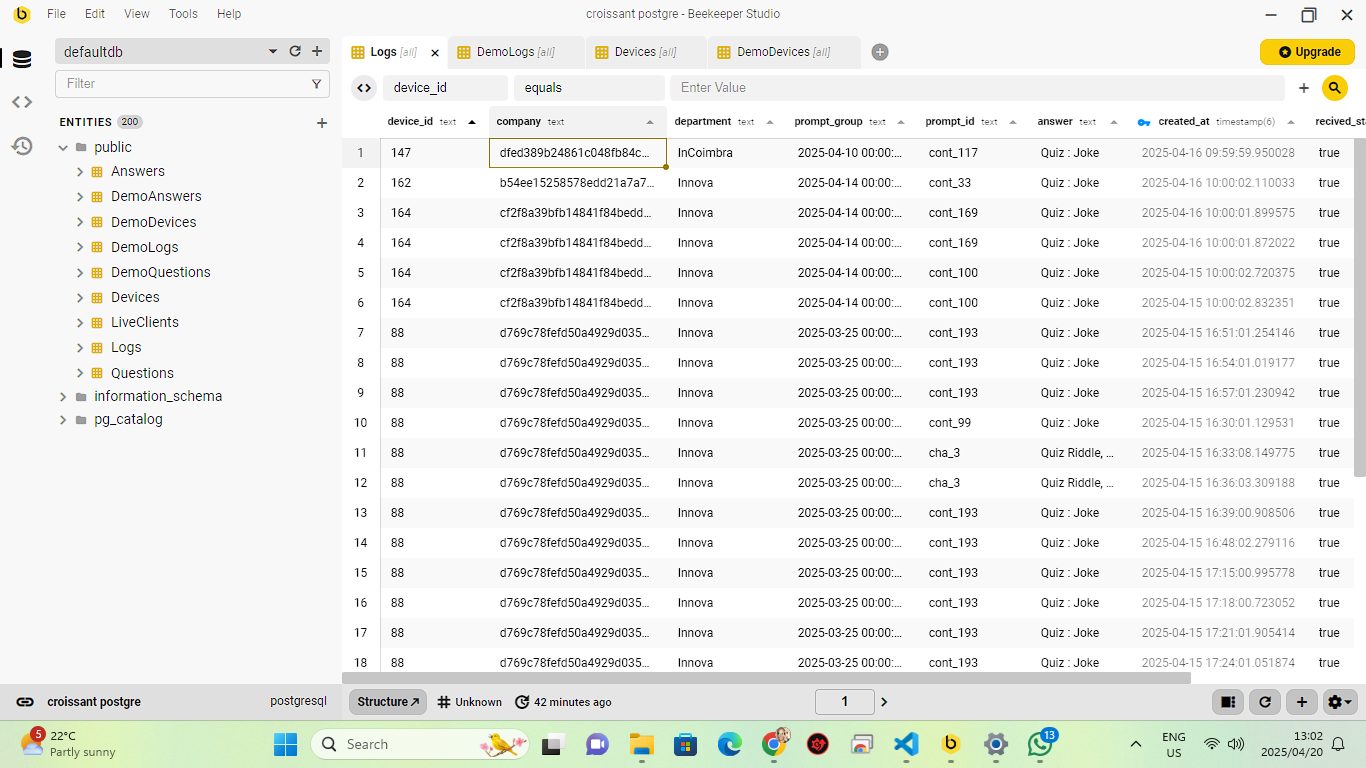 File Edit View Tools Help
croissant postgre - Beekeeper Studio
defaultdb
Filter
ENTITIES 200
public
Answers
DemoAnswers
DemoDevices
DemoLogs
DemoQuestions
Devices
LiveClients
Logs
Questions
information_schema
pg_catalog
croissant postgre postgresql
Logs [all] DemoLogs [all] Devices [all] DemoDevices [all] Upgrade
device_id equals Enter Value
device_id text company text department text prompt_group text prompt_id text answer text created_at timestamp(6) recived_sta
1 147 dfed389b24861c048fb84c... InCoimbra 2025-04-10 00:00:... cont_117 Quiz : Joke 2025-04-16 09:59:59.950028 true
2 162 b54ee15258578edd21a7a7... Innova 2025-04-14 00:00:... cont_33 Quiz : Joke 2025-04-16 10:00:02.110033 true
3 164 cf2f8a39bfb14841f84bedd... Innova 2025-04-14 00:00:... cont_169 Quiz : Joke 2025-04-16 10:00:01.899575 true
4 164 cf2f8a39bfb14841f84bedd... Innova 2025-04-14 00:00:... cont_169 Quiz : Joke 2025-04-16 10:00:01.872022 true
5 164 cf2f8a39bfb14841f84bedd... Innova 2025-04-14 00:00:... cont_100 Quiz : Joke 2025-04-15 10:00:02.720375 true
6 164 cf2f8a39bfb14841f84bedd... Innova 2025-04-14 00:00:... cont_100 Quiz : Joke 2025-04-15 10:00:02.832351 true
7 88 d769c78fefd50a4929d035... Innova 2025-03-25 00:00:... cont_193 Quiz : Joke 2025-04-15 16:51:01.254146 true
8 88 d769c78fefd50a4929d035... Innova 2025-03-25 00:00:... cont_193 Quiz : Joke 2025-04-15 16:54:01.019177 true
9 88 d769c78fefd50a4929d035... Innova 2025-03-25 00:00:... cont_193 Quiz : Joke 2025-04-15 16:57:01.230942 true
10 88 d769c78fefd50a4929d035... Innova 2025-03-25 00:00:... cont_99 Quiz : Joke 2025-04-15 16:30:01.129531 true
11 88 d769c78fefd50a4929d035... Innova 2025-03-25 00:00:... cha_3 Quiz Riddle, ... 2025-04-15 16:33:08.149775 true
12 88 d769c78fefd50a4929d035... Innova 2025-03-25 00:00:... cha_3 Quiz Riddle, ... 2025-04-15 16:36:03.309188 true
13 88 d769c78fefd50a4929d035... Innova 2025-03-25 00:00:... cont_193 Quiz : Joke 2025-04-15 16:39:00.908506 true
14 88 d769c78fefd50a4929d035... Innova 2025-03-25 00:00:... cont_193 Quiz : Joke 2025-04-15 16:48:02.279116 true
15 88 d769c78fefd50a4929d035... Innova 2025-03-25 00:00:... cont_193 Quiz : Joke 2025-04-15 17:15:00.995778 true
16 88 d769c78fefd50a4929d035... Innova 2025-03-25 00:00:... cont_193 Quiz : Joke 2025-04-15 17:18:00.723052 true
17 88 d769c78fefd50a4929d035... Innova 2025-03-25 00:00:... cont_193 Quiz : Joke 2025-04-15 17:21:01.905414 true
18 88 d769c78fefd50a4929d035... Innova 2025-03-25 00:00:... cont_193 Quiz : Joke 2025-04-15 17:24:01.051874 true
Structure Unknown 42 minutes ago 1
5 22°C
Partly sunny
Search
13
ENG
US
13:02
2025/04/20